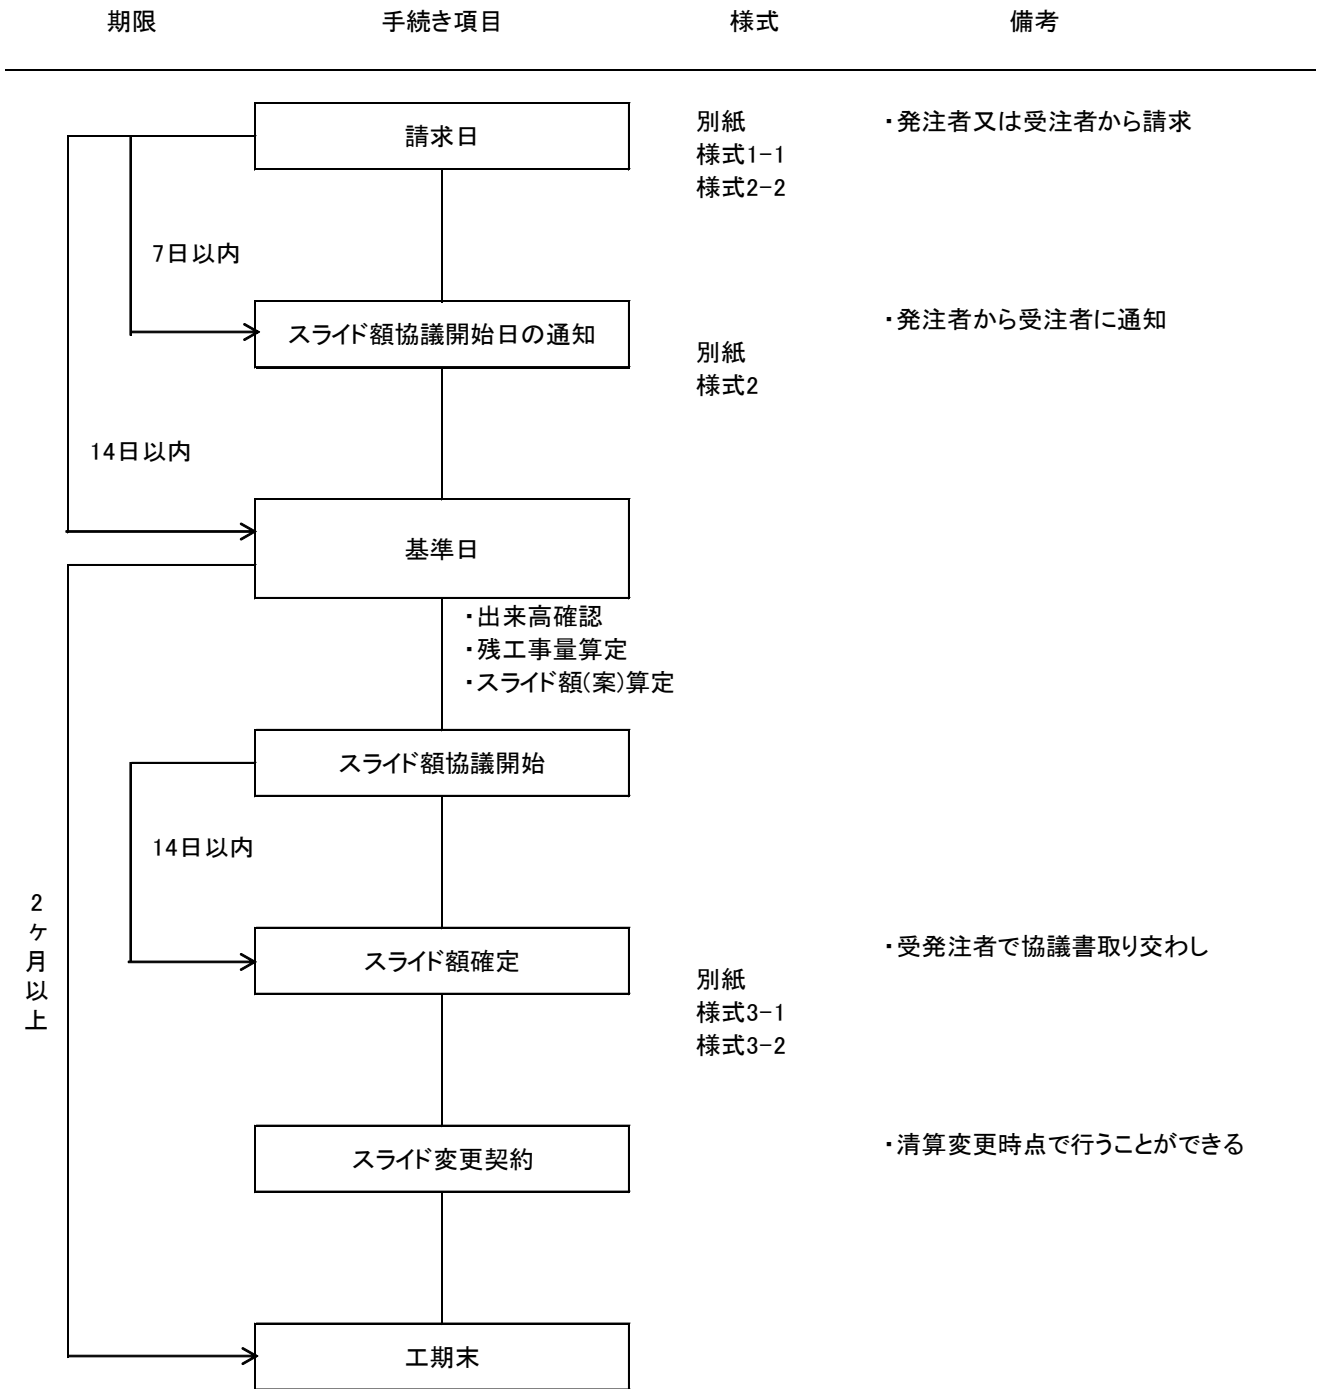 期限 手続き項目 様式 備考
請求日
別紙
様式1-1
様式2-2
・発注者又は受注者から請求
7日以内
スライド額協議開始日の通知
別紙
様式2
・発注者から受注者に通知
14日以内
基準日
・出来高確認
・残工事量算定
・スライド額(案)算定
スライド額協議開始
14日以内
2ヶ月以上
スライド額確定
別紙
様式3-1
様式3-2
・受発注者で協議書取り交わし
スライド変更契約
・清算変更時点で行うことができる
工期末